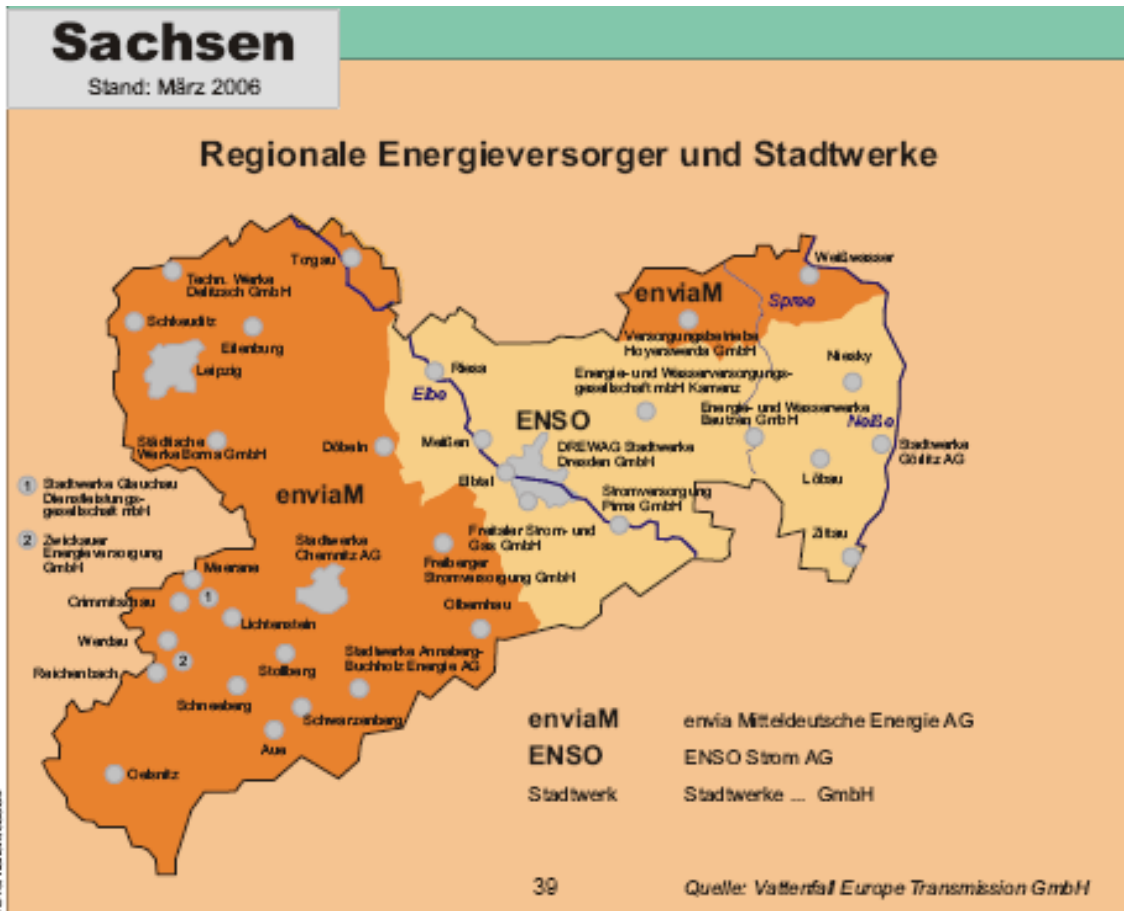 Sachsen
Stand: März 2006
Regionale Energieversorger und Stadtwerke
Torgau
Techn. Werke
Delitzsch GmbH
Schkeuditz
Eilenburg
Leipzig
Städtische
Werke Borna GmbH
Döbeln
enviaM
1 Stadtwerke Glauchau
Dienstleistungs-
gesellschaft mbH
2 Zwickauer
Energieversorgung
GmbH
Weißwasser
enviaM
Spree
Versorgungsbetriebe
Hoyerswerda GmbH
Niesky
Riesa
Elbe
Energie- und Wasserversorgungs-
gesellschaft mbH Kamenz
ENSO
Energie- und Wasserwerke
Bautzen GmbH
Neiße
Meißen
DREWAG Stadtwerke
Dresden GmbH
Stadtwerke
Görlitz AG
Löbau
Elbtal
Stromversorgung
Pirna GmbH
Freitaler Strom- und
Gas GmbH
Zittau
Stadtwerke
Chemnitz AG
Freiberger
Stromversorgung GmbH
Meerane
Crimmitschau
1
Lichtenstein
Olbernhau
Werdau
2
Reichenbach
Stollberg
Stadtwerke Annaberg-
Buchholz Energie AG
Schneeberg
Schwarzenberg
Aue
Oelsnitz
enviaM envia Mitteldeutsche Energie AG
ENSO ENSO Strom AG
Stadtwerk Stadtwerke ... GmbH
39
Quelle: Vattenfall Europe Transmission GmbH